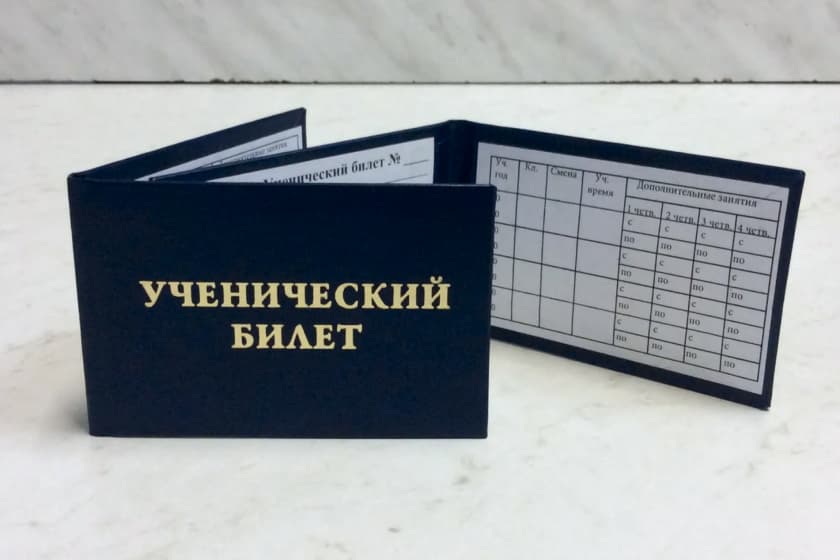 УЧЕНИЧЕСКИЙ
БИЛЕТ
Ученический билет №
Уч. год Кл. Смена Уч. время Дополнительные занятия
1 четв. 2 четв. 3 четв. 4 четв.
с с с с
по по по по
с с с с
по по по по
с с с с
по по по по
с с с с
по по по по